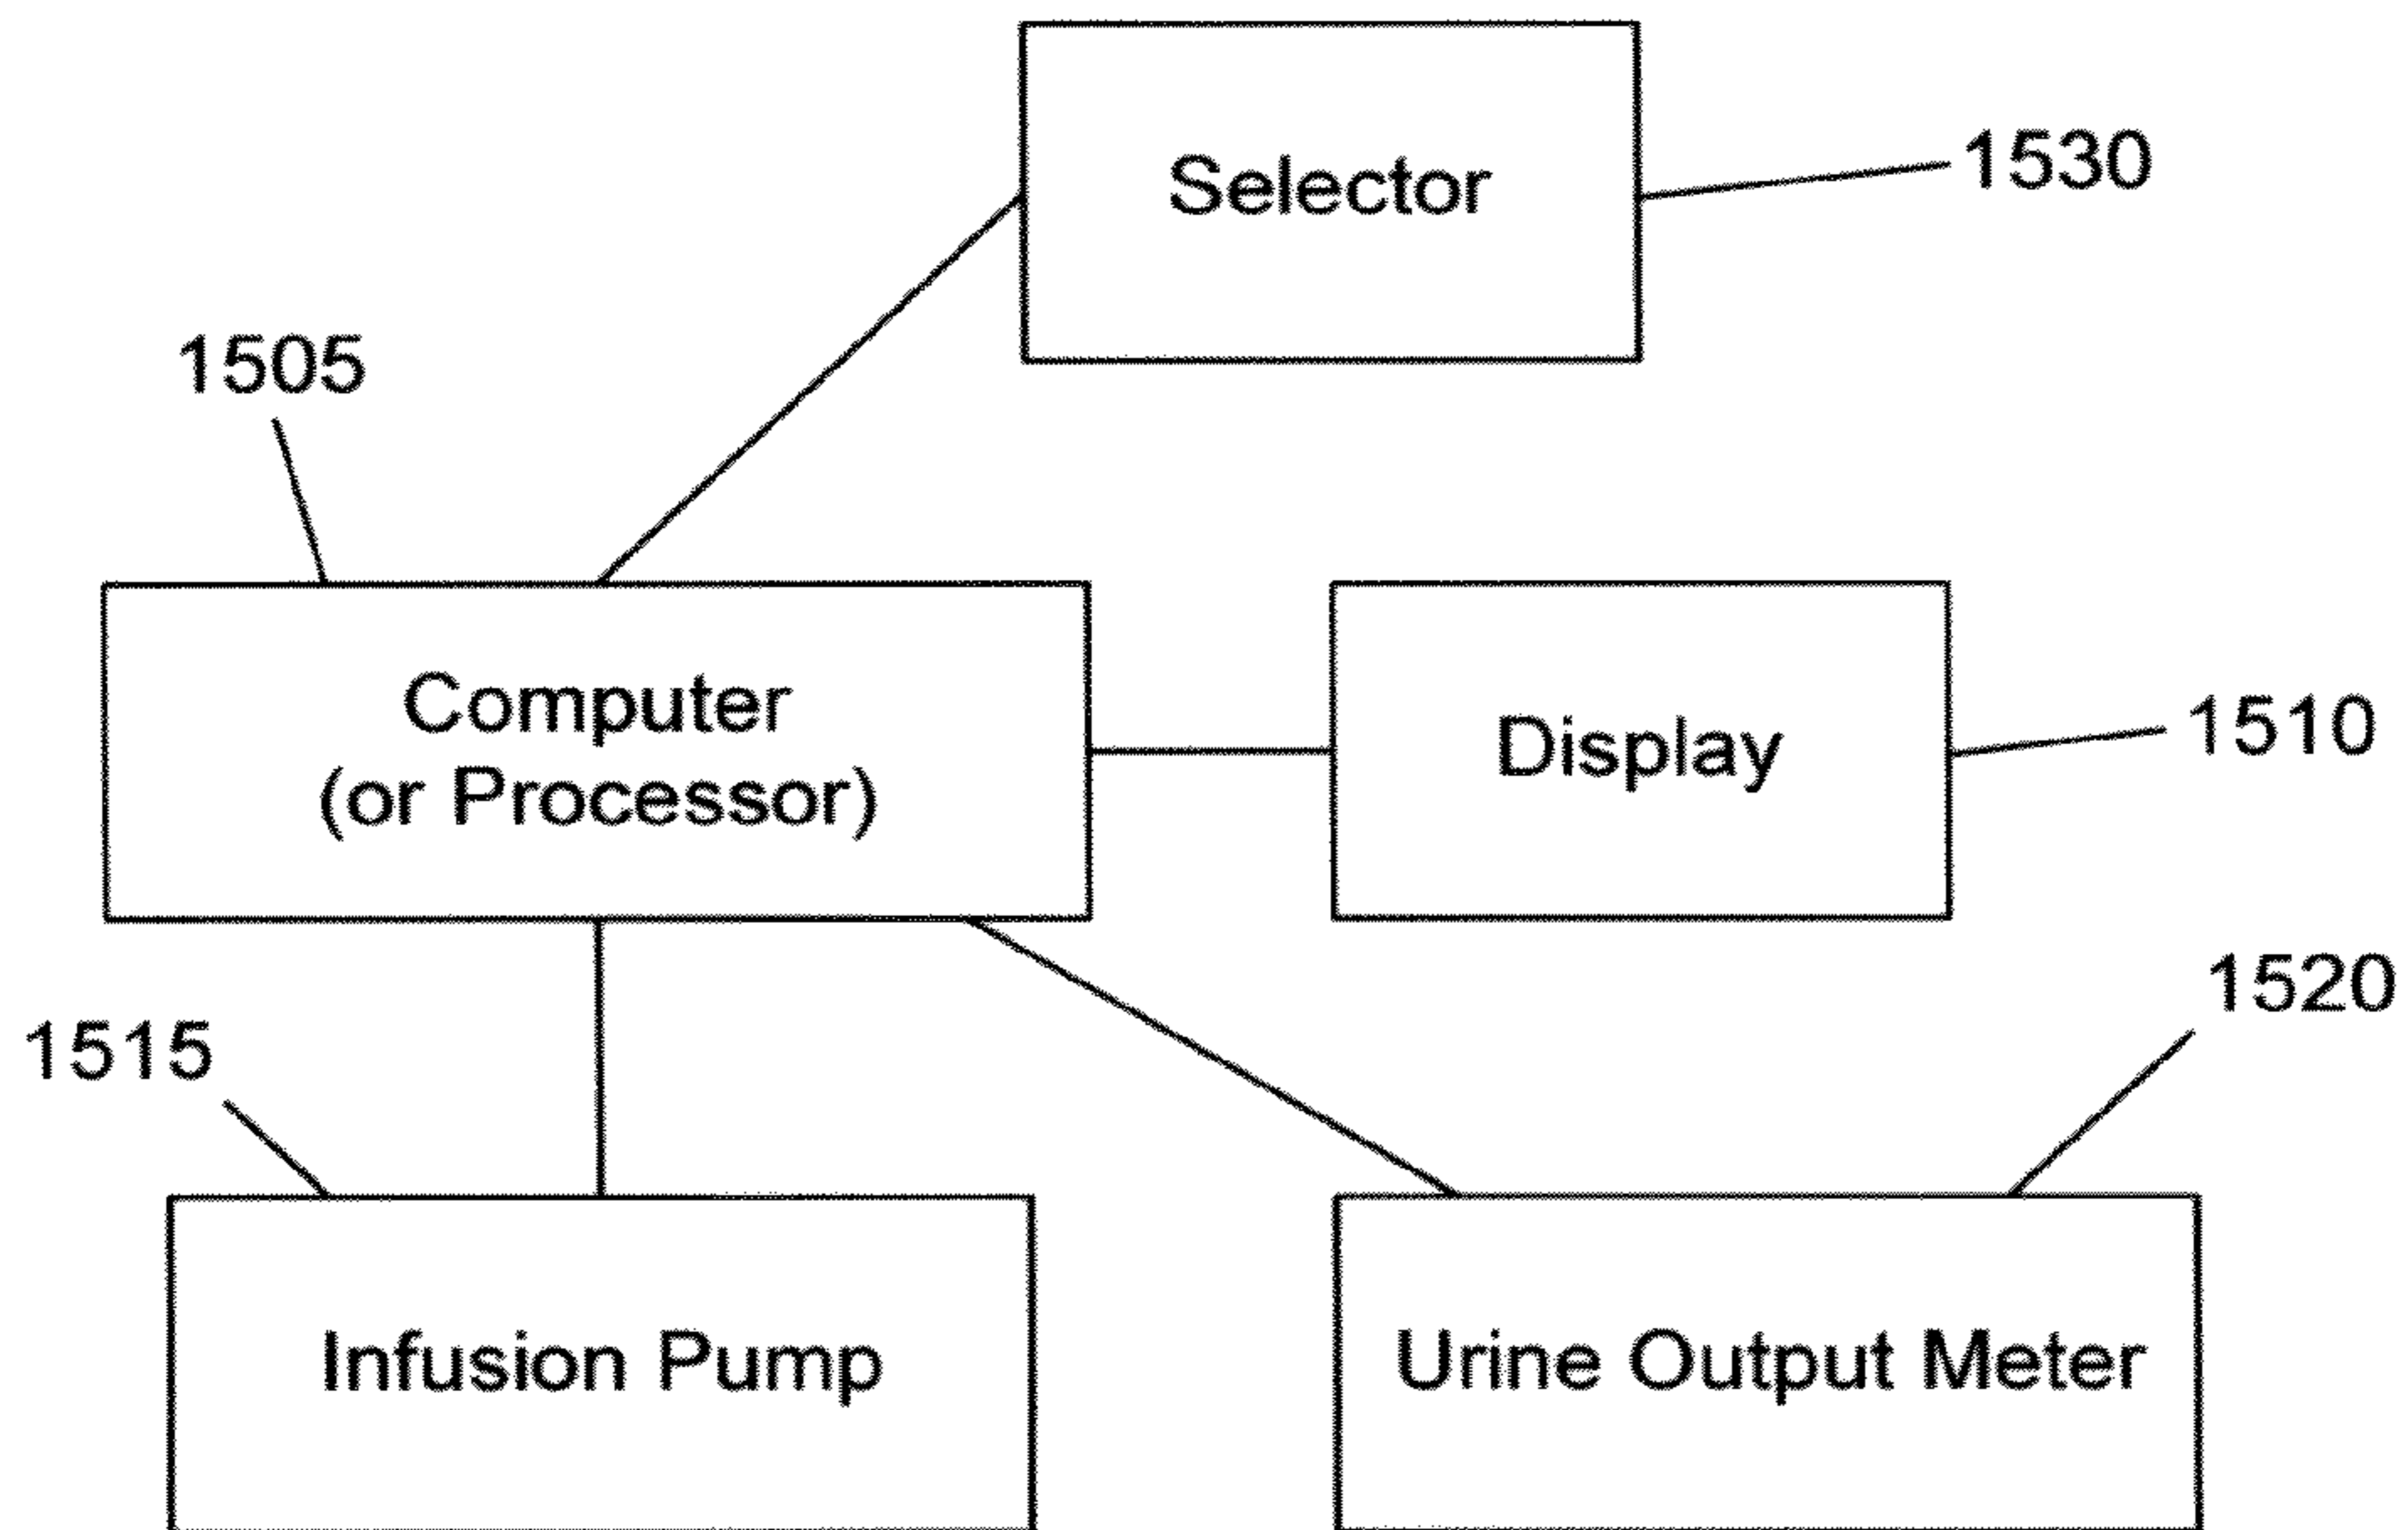 Selector
1530
1505
Computer
(or Processor)
Display
1510
1520
1515
Infusion Pump
Urine Output Meter